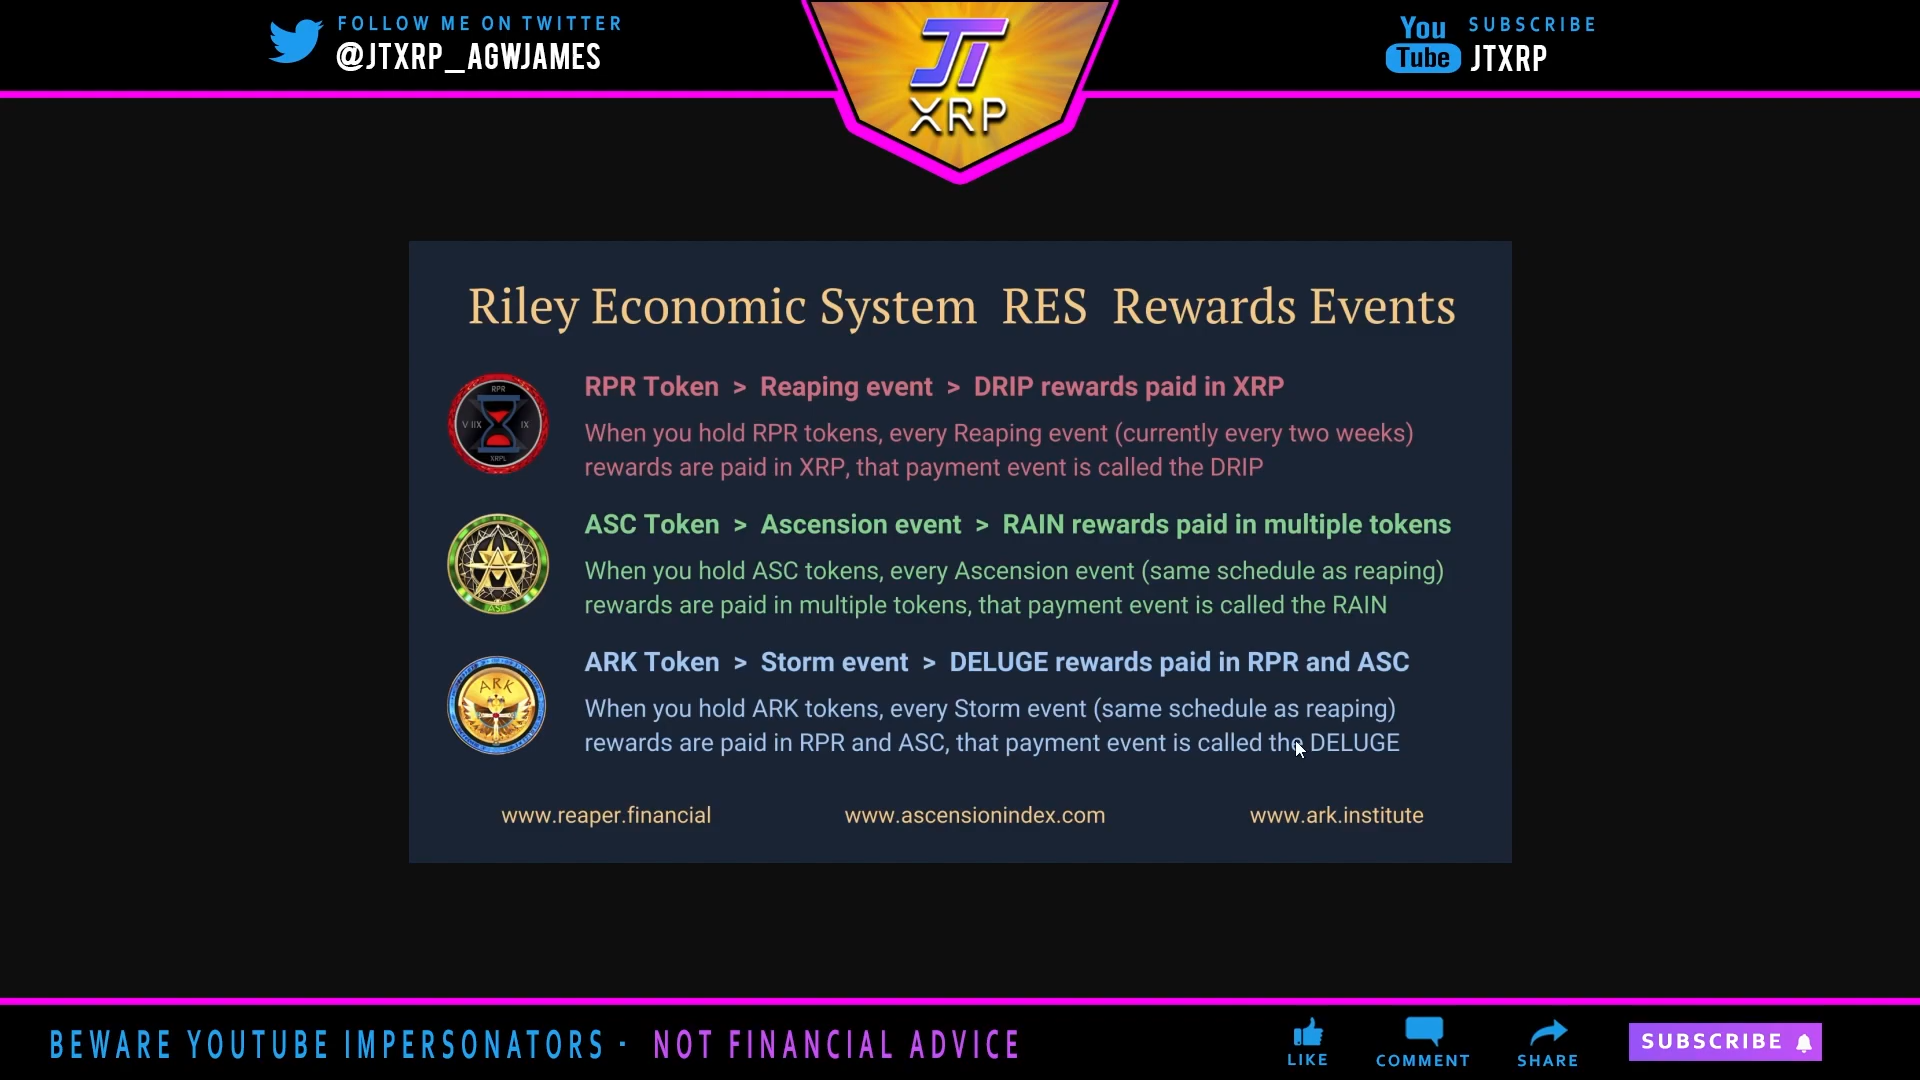 FOLLOW ME ON TWITTER
@JTXRP_AGWJAMES
JT
XRP
You
Tube
SUBSCRIBE
JTXRP
Riley Economic System RES Rewards Events
RPR
V IIX
IX
XRPL
RPR Token > Reaping event > DRIP rewards paid in XRP
When you hold RPR tokens, every Reaping event (currently every two weeks)
rewards are paid in XRP, that payment event is called the DRIP
ASC
ASC Token > Ascension event > RAIN rewards paid in multiple tokens
When you hold ASC tokens, every Ascension event (same schedule as reaping)
rewards are paid in multiple tokens, that payment event is called the RAIN
ARK
ARK Token > Storm event > DELUGE rewards paid in RPR and ASC
When you hold ARK tokens, every Storm event (same schedule as reaping)
rewards are paid in RPR and ASC, that payment event is called the DELUGE
www.reaper.financial
www.ascensionindex.com
www.ark.institute
BEWARE YOUTUBE IMPERSONATORS - NOT FINANCIAL ADVICE
LIKE
COMMENT
SHARE
SUBSCRIBE